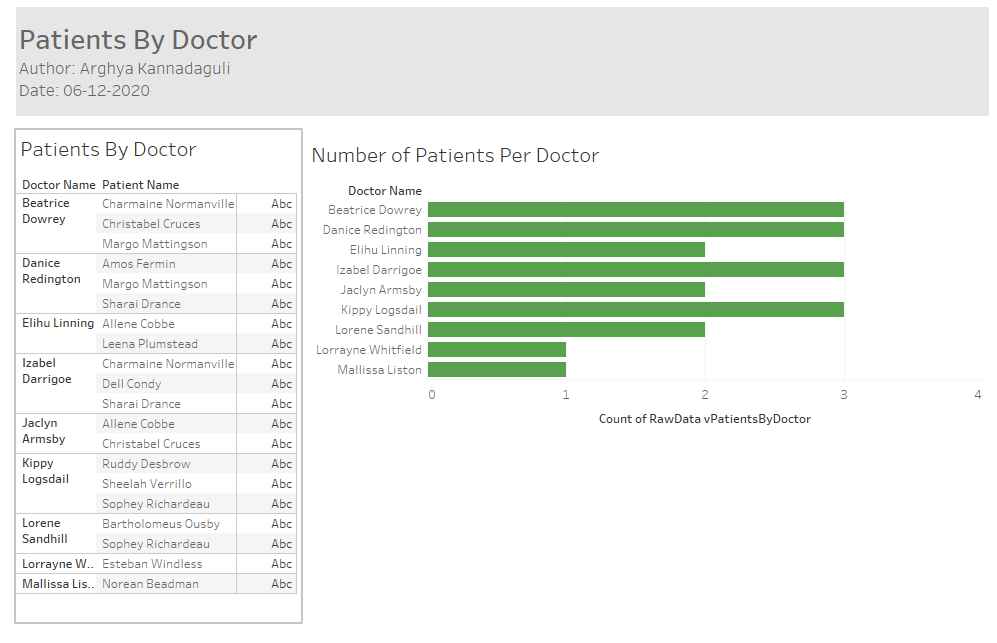 Patients By Doctor
Author: Arghya Kannadaguli
Date: 06-12-2020
Patients By Doctor
Doctor Name Patient Name
Beatrice Dowrey Charmaine Normanville Abc
Christabel Cruces Abc
Margo Mattingson Abc
Danice Redington Amos Fermin Abc
Margo Mattingson Abc
Sharai Drance Abc
Elihu Linning Allene Cobbe Abc
Leena Plumstead Abc
Izabel Darrigoe Charmaine Normanville Abc
Dell Condy Abc
Sharai Drance Abc
Jaclyn Armsby Allene Cobbe Abc
Christabel Cruces Abc
Kippy Logsdail Ruddy Desbrow Abc
Sheelah Verrillo Abc
Sophey Richardeau Abc
Lorene Sandhill Bartholomeus Ousby Abc
Sophey Richardeau Abc
Lorrayne W.. Esteban Windless Abc
Mallissa Lis.. Norean Beadman Abc
Number of Patients Per Doctor
Doctor Name
Beatrice Dowrey
Danice Redington
Elihu Linning
Izabel Darrigoe
Jaclyn Armsby
Kippy Logsdail
Lorene Sandhill
Lorrayne Whitfield
Mallissa Liston
0 1 2 3 4
Count of RawData vPatientsByDoctor